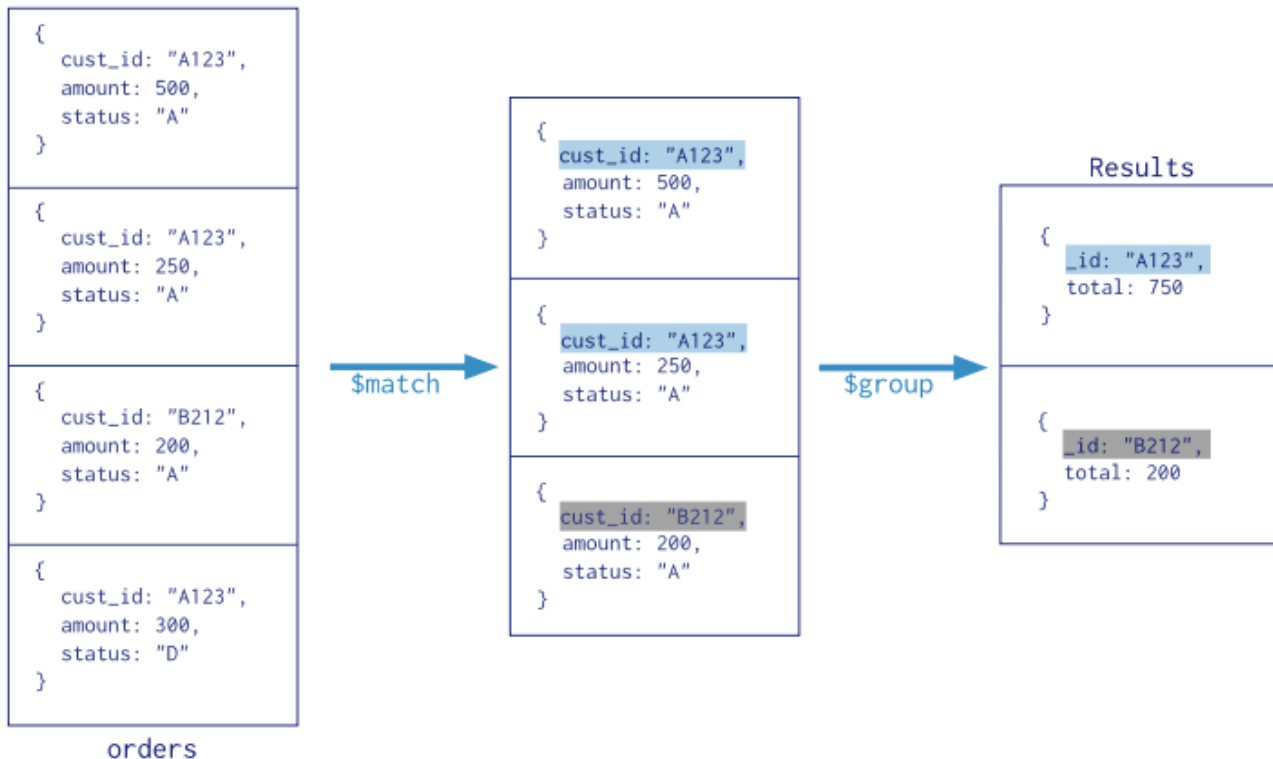 {
cust_id: "A123",
amount: 500,
status: "A"
}
{
cust_id: "A123",
amount: 250,
status: "A"
}
{
cust_id: "B212",
amount: 200,
status: "A"
}
{
cust_id: "A123",
amount: 300,
status: "D"
}
orders
$match
{
cust_id: "A123",
amount: 500,
status: "A"
}
{
cust_id: "A123",
amount: 250,
status: "A"
}
{
cust_id: "B212",
amount: 200,
status: "A"
}
$group
Results
{
_id: "A123",
total: 750
}
{
_id: "B212",
total: 200
}